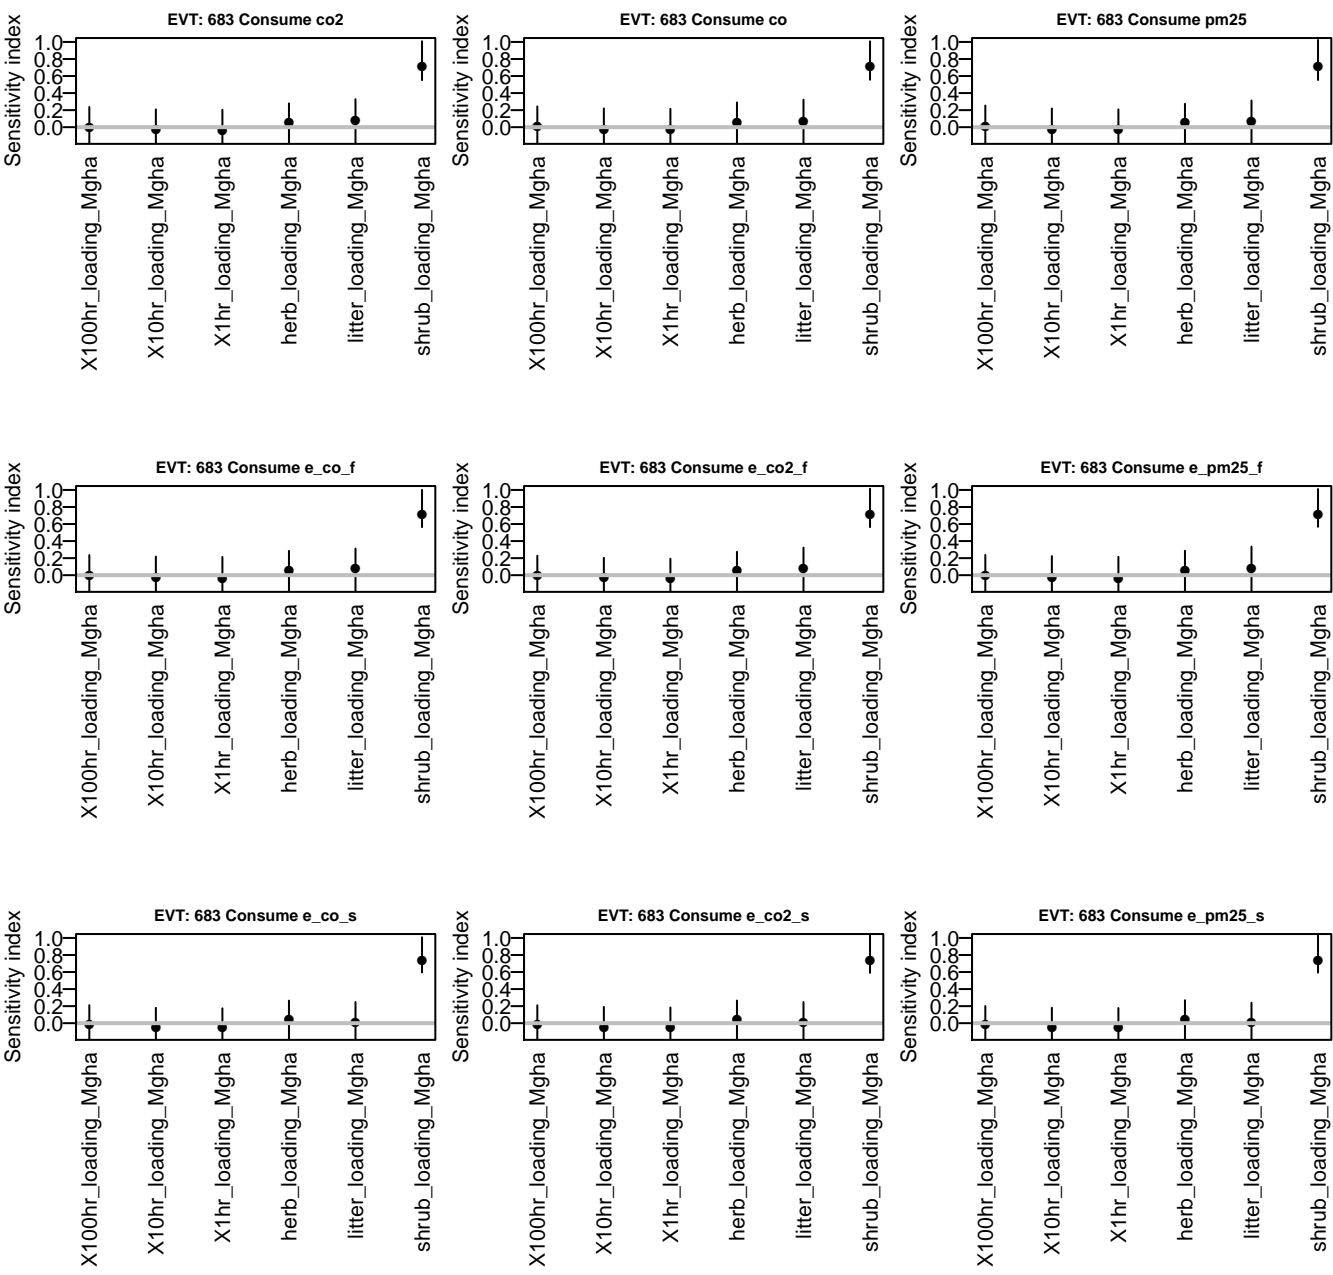 EVT: 683 Consume co2
Sensitivity index
1.0
0.8
0.6
0.4
0.2
0.0
X100hr_loading_Mgha
X10hr_loading_Mgha
X1hr_loading_Mgha
herb_loading_Mgha
litter_loading_Mgha
shrub_loading_Mgha
EVT: 683 Consume co
Sensitivity index
1.0
0.8
0.6
0.4
0.2
0.0
X100hr_loading_Mgha
X10hr_loading_Mgha
X1hr_loading_Mgha
herb_loading_Mgha
litter_loading_Mgha
shrub_loading_Mgha
EVT: 683 Consume pm25
Sensitivity index
1.0
0.8
0.6
0.4
0.2
0.0
X100hr_loading_Mgha
X10hr_loading_Mgha
X1hr_loading_Mgha
herb_loading_Mgha
litter_loading_Mgha
shrub_loading_Mgha
EVT: 683 Consume e_co_f
Sensitivity index
1.0
0.8
0.6
0.4
0.2
0.0
X100hr_loading_Mgha
X10hr_loading_Mgha
X1hr_loading_Mgha
herb_loading_Mgha
litter_loading_Mgha
shrub_loading_Mgha
EVT: 683 Consume e_co2_f
Sensitivity index
1.0
0.8
0.6
0.4
0.2
0.0
X100hr_loading_Mgha
X10hr_loading_Mgha
X1hr_loading_Mgha
herb_loading_Mgha
litter_loading_Mgha
shrub_loading_Mgha
EVT: 683 Consume e_pm25_f
Sensitivity index
1.0
0.8
0.6
0.4
0.2
0.0
X100hr_loading_Mgha
X10hr_loading_Mgha
X1hr_loading_Mgha
herb_loading_Mgha
litter_loading_Mgha
shrub_loading_Mgha
EVT: 683 Consume e_co_s
Sensitivity index
1.0
0.8
0.6
0.4
0.2
0.0
X100hr_loading_Mgha
X10hr_loading_Mgha
X1hr_loading_Mgha
herb_loading_Mgha
litter_loading_Mgha
shrub_loading_Mgha
EVT: 683 Consume e_co2_s
Sensitivity index
1.0
0.8
0.6
0.4
0.2
0.0
X100hr_loading_Mgha
X10hr_loading_Mgha
X1hr_loading_Mgha
herb_loading_Mgha
litter_loading_Mgha
shrub_loading_Mgha
EVT: 683 Consume e_pm25_s
Sensitivity index
1.0
0.8
0.6
0.4
0.2
0.0
X100hr_loading_Mgha
X10hr_loading_Mgha
X1hr_loading_Mgha
herb_loading_Mgha
litter_loading_Mgha
shrub_loading_Mgha